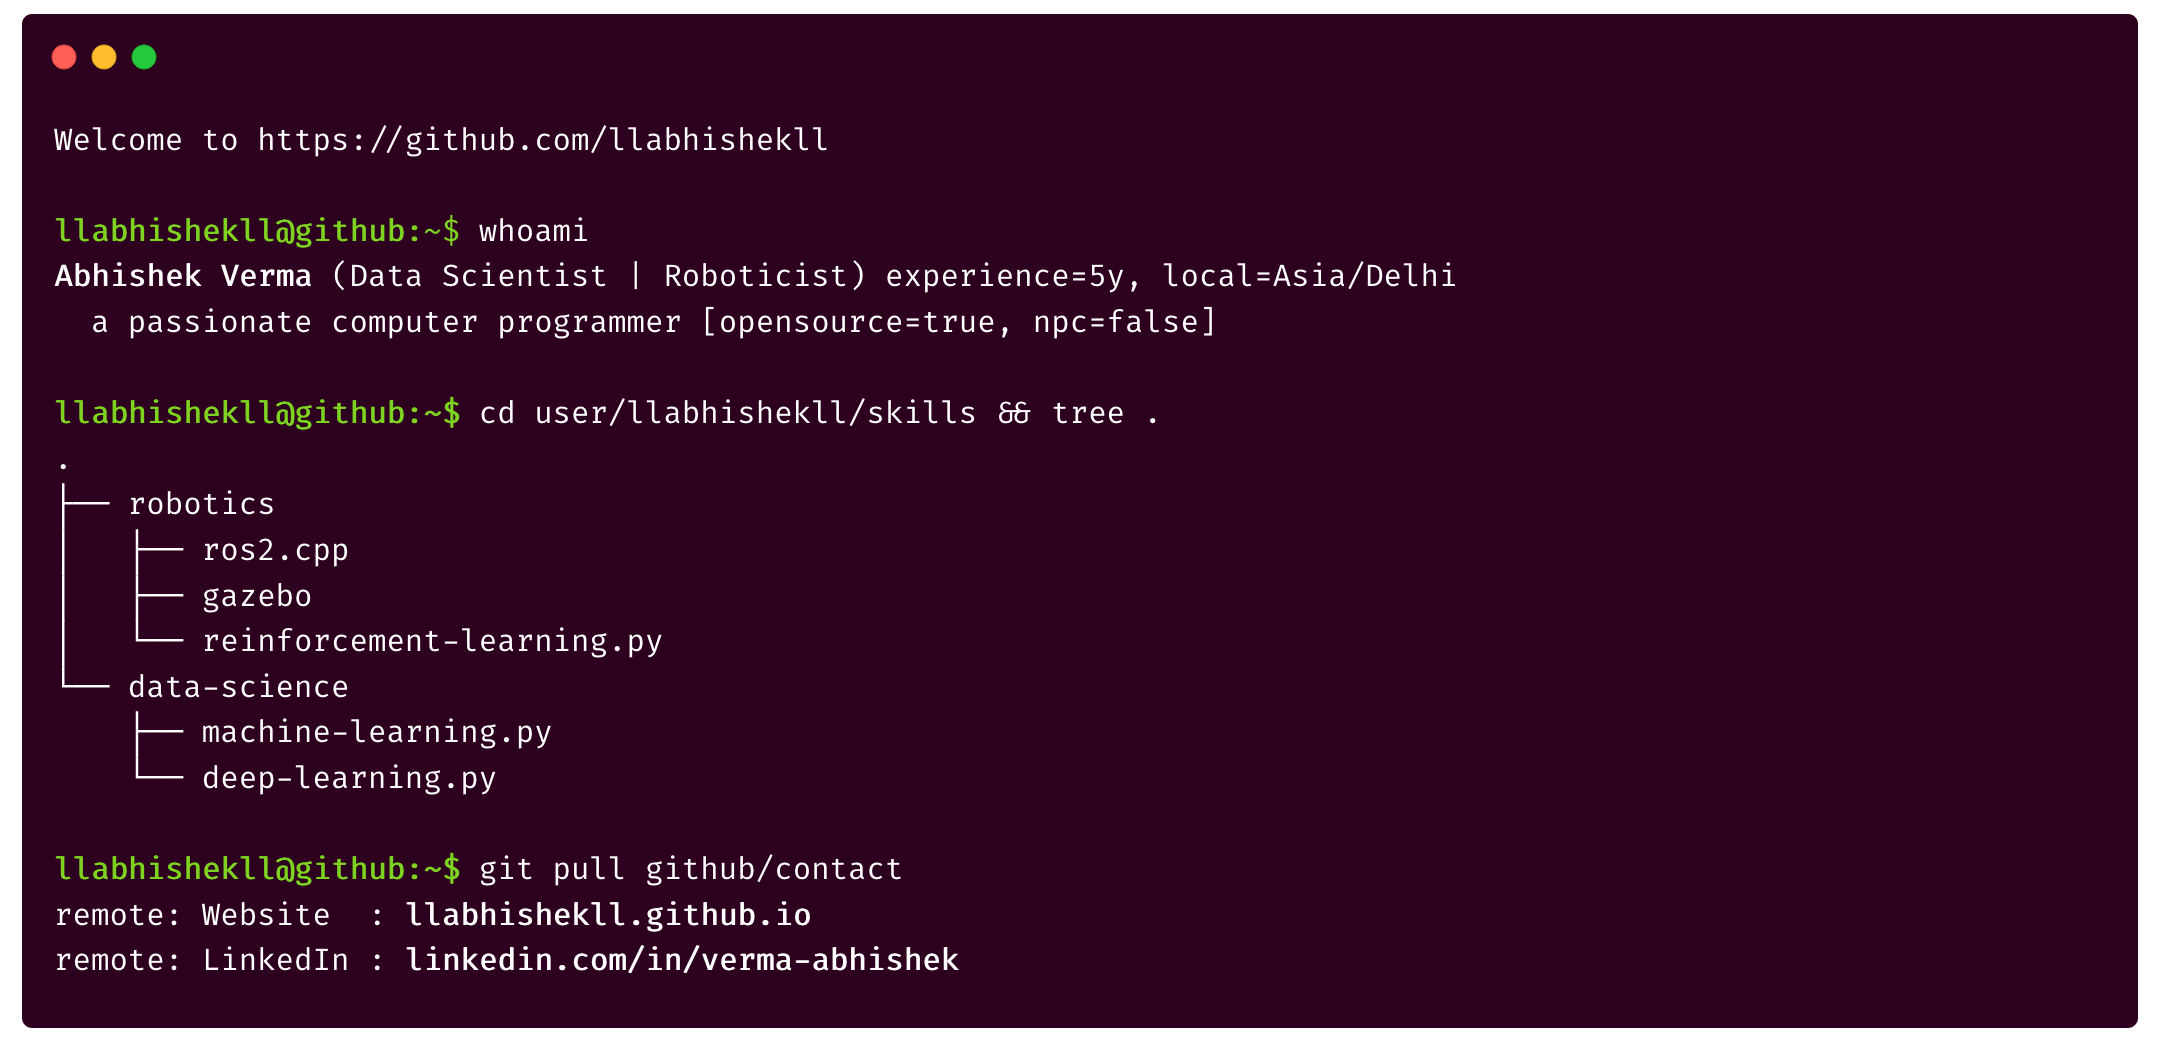 Welcome to https://github.com/llabhishekll
llabhishekll@github:~$ whoami
Abhishek Verma (Data Scientist | Roboticist) experience=5y, local=Asia/Delhi
  a passionate computer programmer [opensource=true, npc=false]
llabhishekll@github:~$ cd user/llabhishekll/skills && tree .
.
├── robotics
│   ├── ros2.cpp
│   ├── gazebo
│   └── reinforcement-learning.py
└── data-science
    ├── machine-learning.py
    └── deep-learning.py
llabhishekll@github:~$ git pull github/contact
remote: Website  : llabhishekll.github.io
remote: LinkedIn : linkedin.com/in/verma-abhishek